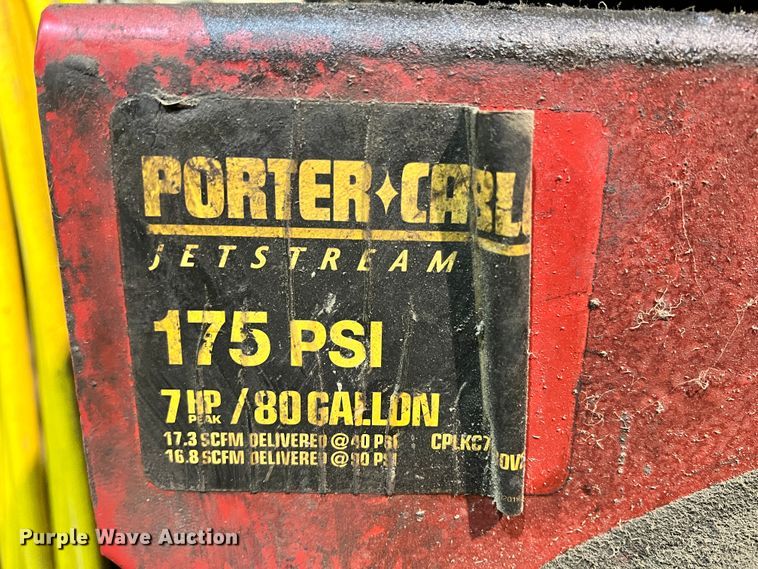 PORTER✦CABL
JETSTREAM
175 PSI
7 HP PEAK / 80 GALLON
17.3 SCFM DELIVERED @ 40 PSI CPLKC7
16.8 SCFM DELIVERED @ 90 PSI
Purple Wave Auction